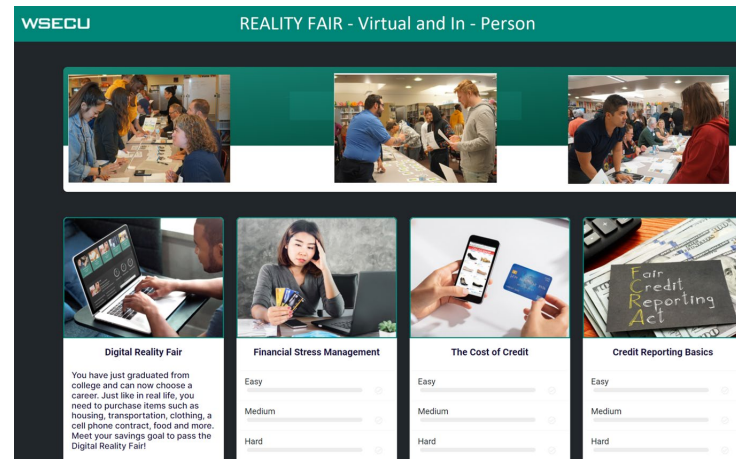 WSECU
REALITY FAIR - Virtual and In - Person
Fair
Credit
Reporting
Act
Digital Reality Fair
You have just graduated from
college and can now choose a
career. Just like in real life, you
need to purchase items such as
housing, transportation, clothing, a
cell phone contract, food and more.
Meet your savings goal to pass the
Digital Reality Fair!
Financial Stress Management
Easy
Medium
Hard
The Cost of Credit
Easy
Medium
Hard
Credit Reporting Basics
Easy
Medium
Hard